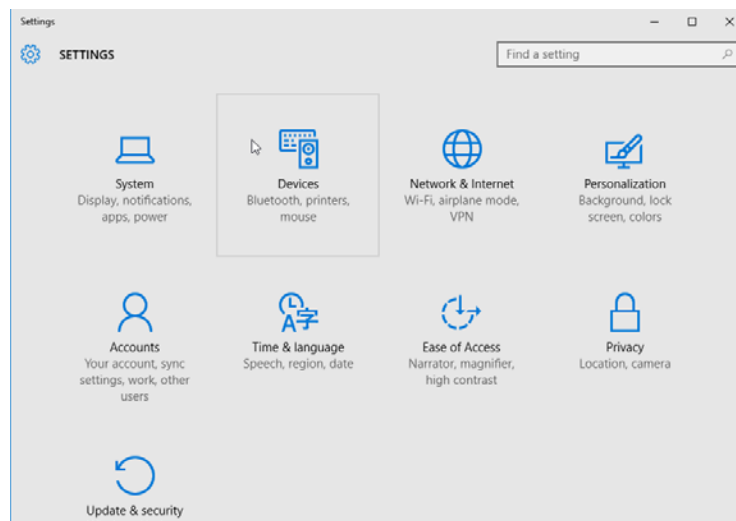 Settings
SETTINGS
Find a setting
System
Display, notifications,
apps, power
Devices
Bluetooth, printers,
mouse
Network & Internet
Wi-Fi, airplane mode,
VPN
Personalization
Background, lock
screen, colors
Accounts
Your account, sync
settings, work, other
users
Time & language
Speech, region, date
Ease of Access
Narrator, magnifier,
high contrast
Privacy
Location, camera
Update & security